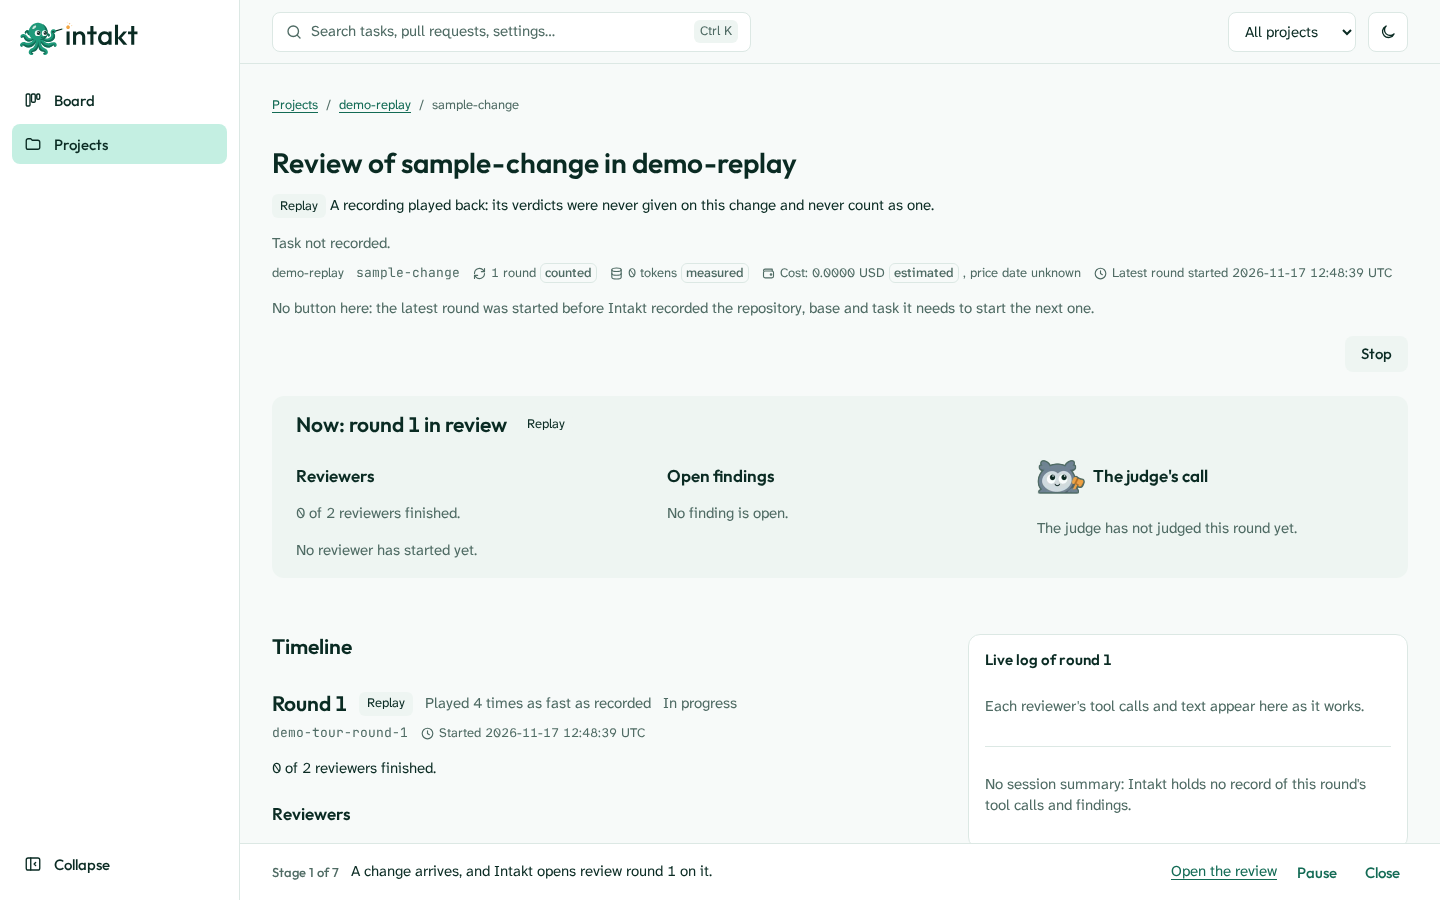 intakt
Search tasks, pull requests, settings...
Ctrl K
All projects
Board
Projects
Projects / demo-replay / sample-change
Review of sample-change in demo-replay
Replay A recording played back: its verdicts were never given on this change and never count as one.
Task not recorded.
demo-replay sample-change 1 round counted 0 tokens measured Cost: 0.0000 USD estimated , price date unknown Latest round started 2026-11-17 12:48:39 UTC
No button here: the latest round was started before Intakt recorded the repository, base and task it needs to start the next one.
Stop
Now: round 1 in review Replay
Reviewers
0 of 2 reviewers finished.
No reviewer has started yet.
Open findings
No finding is open.
The judge's call
The judge has not judged this round yet.
Timeline
Round 1 Replay Played 4 times as fast as recorded In progress
demo-tour-round-1 Started 2026-11-17 12:48:39 UTC
0 of 2 reviewers finished.
Reviewers
Live log of round 1
Each reviewer's tool calls and text appear here as it works.
No session summary: Intakt holds no record of this round's
tool calls and findings.
Collapse
Stage 1 of 7 A change arrives, and Intakt opens review round 1 on it.
Open the review Pause Close